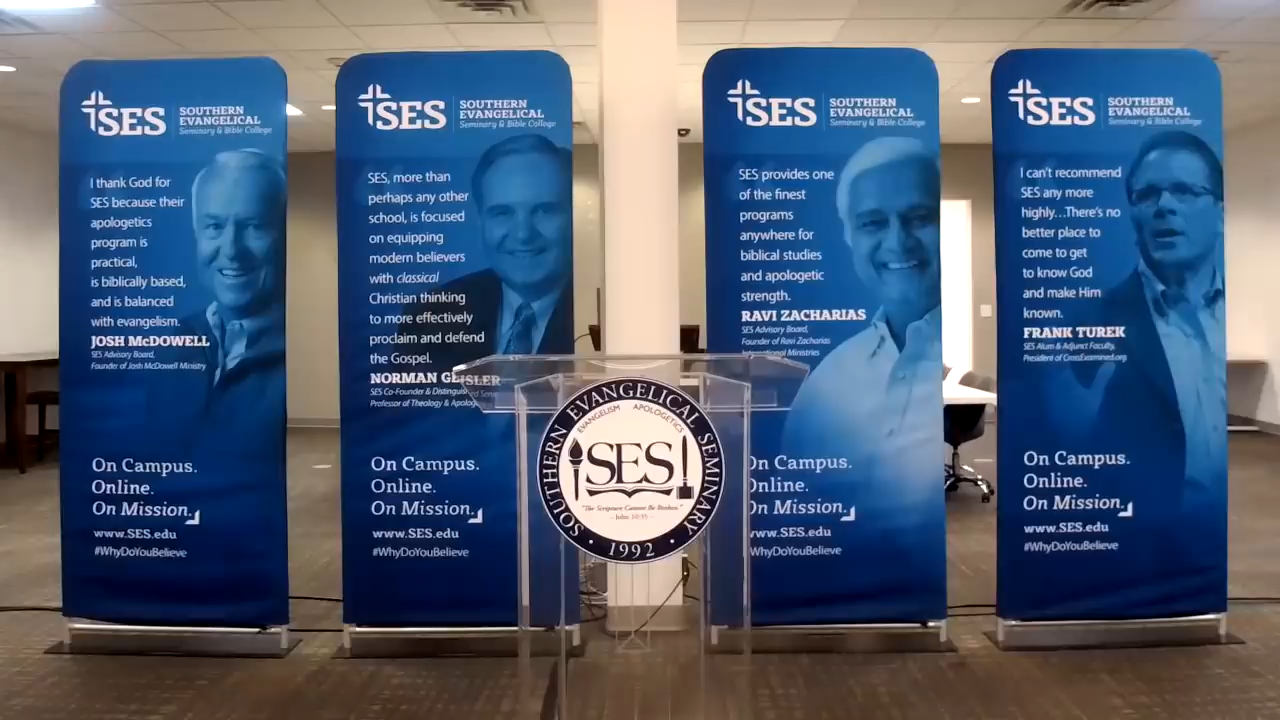 SES
SOUTHERN
EVANGELICAL
Seminary & Bible College
I thank God for
SES because their
apologetics
program is
practical,
is biblically based,
and is balanced
with evangelism.
JOSH McDOWELL
SES Advisory Board,
Founder of Josh McDowell Ministry
On Campus.
Online.
On Mission.
www.SES.edu
#WhyDoYouBelieve
SES
SOUTHERN
EVANGELICAL
Seminary & Bible College
SES, more than
perhaps any other
school, is focused
on equipping
modern believers
with classical
Christian thinking
to more effectively
proclaim and defend
the Gospel.
NORMAN GEISLER
SES Co-Founder & Distinguished Senior
Professor of Theology & Apolog
On Campus.
Online.
On Mission.
www.SES.edu
#WhyDoYouBelieve
SOUTHERN EVANGELICAL SEMINARY
EVANGELISM APOLOGETICS
SES
"The Scripture Cannot Be Broken."
- John 10:35 -
· 1992 ·
SES
SOUTHERN
EVANGELICAL
Seminary & Bible College
SES provides one
of the finest
programs
anywhere for
biblical studies
and apologetic
strength.
RAVI ZACHARIAS
SES Advisory Board,
Founder of Ravi Zacharias
International Ministries
On Campus.
Online.
On Mission.
www.SES.edu
#WhyDoYouBelieve
SES
SOUTHERN
EVANGELICAL
Seminary & Bible College
I can't recommend
SES any more
highly...There's no
better place to
come to get
to know God
and make Him
known.
FRANK TUREK
SES Alum & Adjunct Faculty,
President of CrossExamined.org
On Campus.
Online.
On Mission.
www.SES.edu
#WhyDoYouBelieve